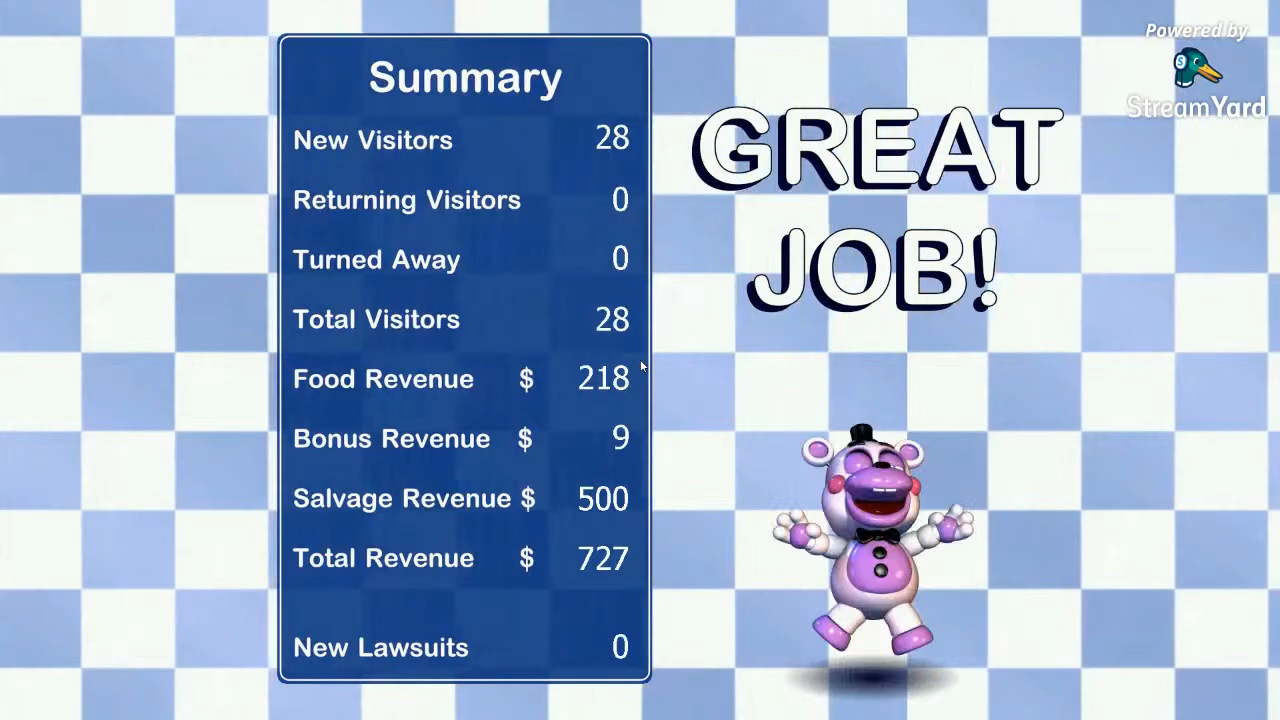 Summary
New Visitors 28
Returning Visitors 0
Turned Away 0
Total Visitors 28
Food Revenue $ 218
Bonus Revenue $ 9
Salvage Revenue $ 500
Total Revenue $ 727
New Lawsuits 0
GREAT
JOB!
Powered by
S
StreamYard